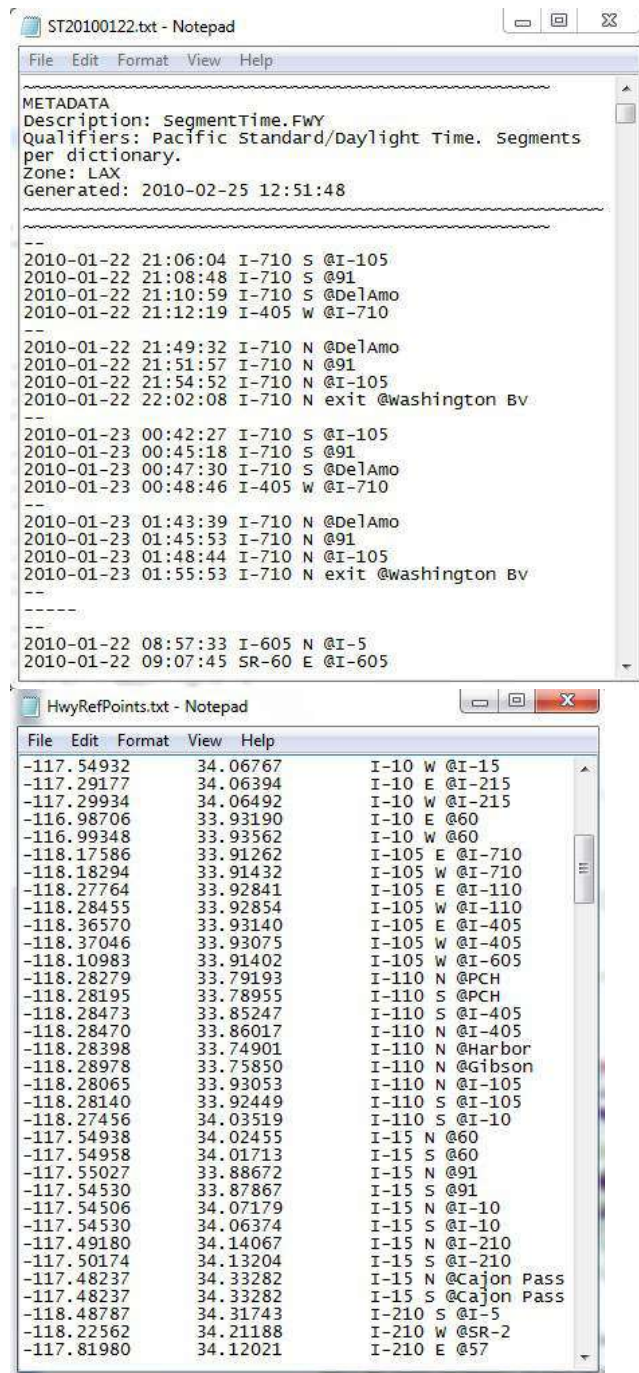 ST20100122.txt - Notepad
File Edit Format View Help
~~~~~~~~~~~~~~~~~~~~~~~~~~~~~~~~~~~~~~~~~~~~~~~~~~~~~~~
METADATA
Description: SegmentTime.FWY
Qualifiers: Pacific Standard/Daylight Time. Segments
per dictionary.
Zone: LAX
Generated: 2010-02-25 12:51:48
~~~~~~~~~~~~~~~~~~~~~~~~~~~~~~~~~~~~~~~~~~~~~~~~~~~~~~~~~~~~~
~~~~~~~~~~~~~~~~~~~~~~~~~~~~~~~~~~~~~~~~~~~~~~~~~~~~~~~
--
2010-01-22 21:06:04 I-710 S @I-105
2010-01-22 21:08:48 I-710 S @91
2010-01-22 21:10:59 I-710 S @DelAmo
2010-01-22 21:12:19 I-405 W @I-710
--
2010-01-22 21:49:32 I-710 N @DelAmo
2010-01-22 21:51:57 I-710 N @91
2010-01-22 21:54:52 I-710 N @I-105
2010-01-22 22:02:08 I-710 N exit @Washington Bv
--
2010-01-23 00:42:27 I-710 S @I-105
2010-01-23 00:45:18 I-710 S @91
2010-01-23 00:47:30 I-710 S @DelAmo
2010-01-23 00:48:46 I-405 W @I-710
--
2010-01-23 01:43:39 I-710 N @DelAmo
2010-01-23 01:45:53 I-710 N @91
2010-01-23 01:48:44 I-710 N @I-105
2010-01-23 01:55:53 I-710 N exit @Washington Bv
--
-----
--
2010-01-22 08:57:33 I-605 N @I-5
2010-01-22 09:07:45 SR-60 E @I-605
HwyRefPoints.txt - Notepad
File Edit Format View Help
-117.54932 34.06767 I-10 W @I-15
-117.29177 34.06394 I-10 E @I-215
-117.29934 34.06492 I-10 W @I-215
-116.98706 33.93190 I-10 E @60
-116.99348 33.93562 I-10 W @60
-118.17586 33.91262 I-105 E @I-710
-118.18294 33.91432 I-105 W @I-710
-118.27764 33.92841 I-105 E @I-110
-118.28455 33.92854 I-105 W @I-110
-118.36570 33.93140 I-105 E @I-405
-118.37046 33.93075 I-105 W @I-405
-118.10983 33.91402 I-105 W @I-605
-118.28279 33.79193 I-110 N @PCH
-118.28195 33.78955 I-110 S @PCH
-118.28473 33.85247 I-110 S @I-405
-118.28470 33.86017 I-110 N @I-405
-118.28398 33.74901 I-110 N @Harbor
-118.28978 33.75850 I-110 N @Gibson
-118.28065 33.93053 I-110 N @I-105
-118.28140 33.92449 I-110 S @I-105
-118.27456 34.03519 I-110 S @I-10
-117.54938 34.02455 I-15 N @60
-117.54958 34.01713 I-15 S @60
-117.55027 33.88672 I-15 N @91
-117.54530 33.87867 I-15 S @91
-117.54506 34.07179 I-15 N @I-10
-117.54530 34.06374 I-15 S @I-10
-117.49180 34.14067 I-15 N @I-210
-117.50174 34.13204 I-15 S @I-210
-117.48237 34.33282 I-15 N @Cajon Pass
-117.48237 34.33282 I-15 S @Cajon Pass
-118.48787 34.31743 I-210 S @I-5
-118.22562 34.21188 I-210 W @SR-2
-117.81980 34.12021 I-210 E @57